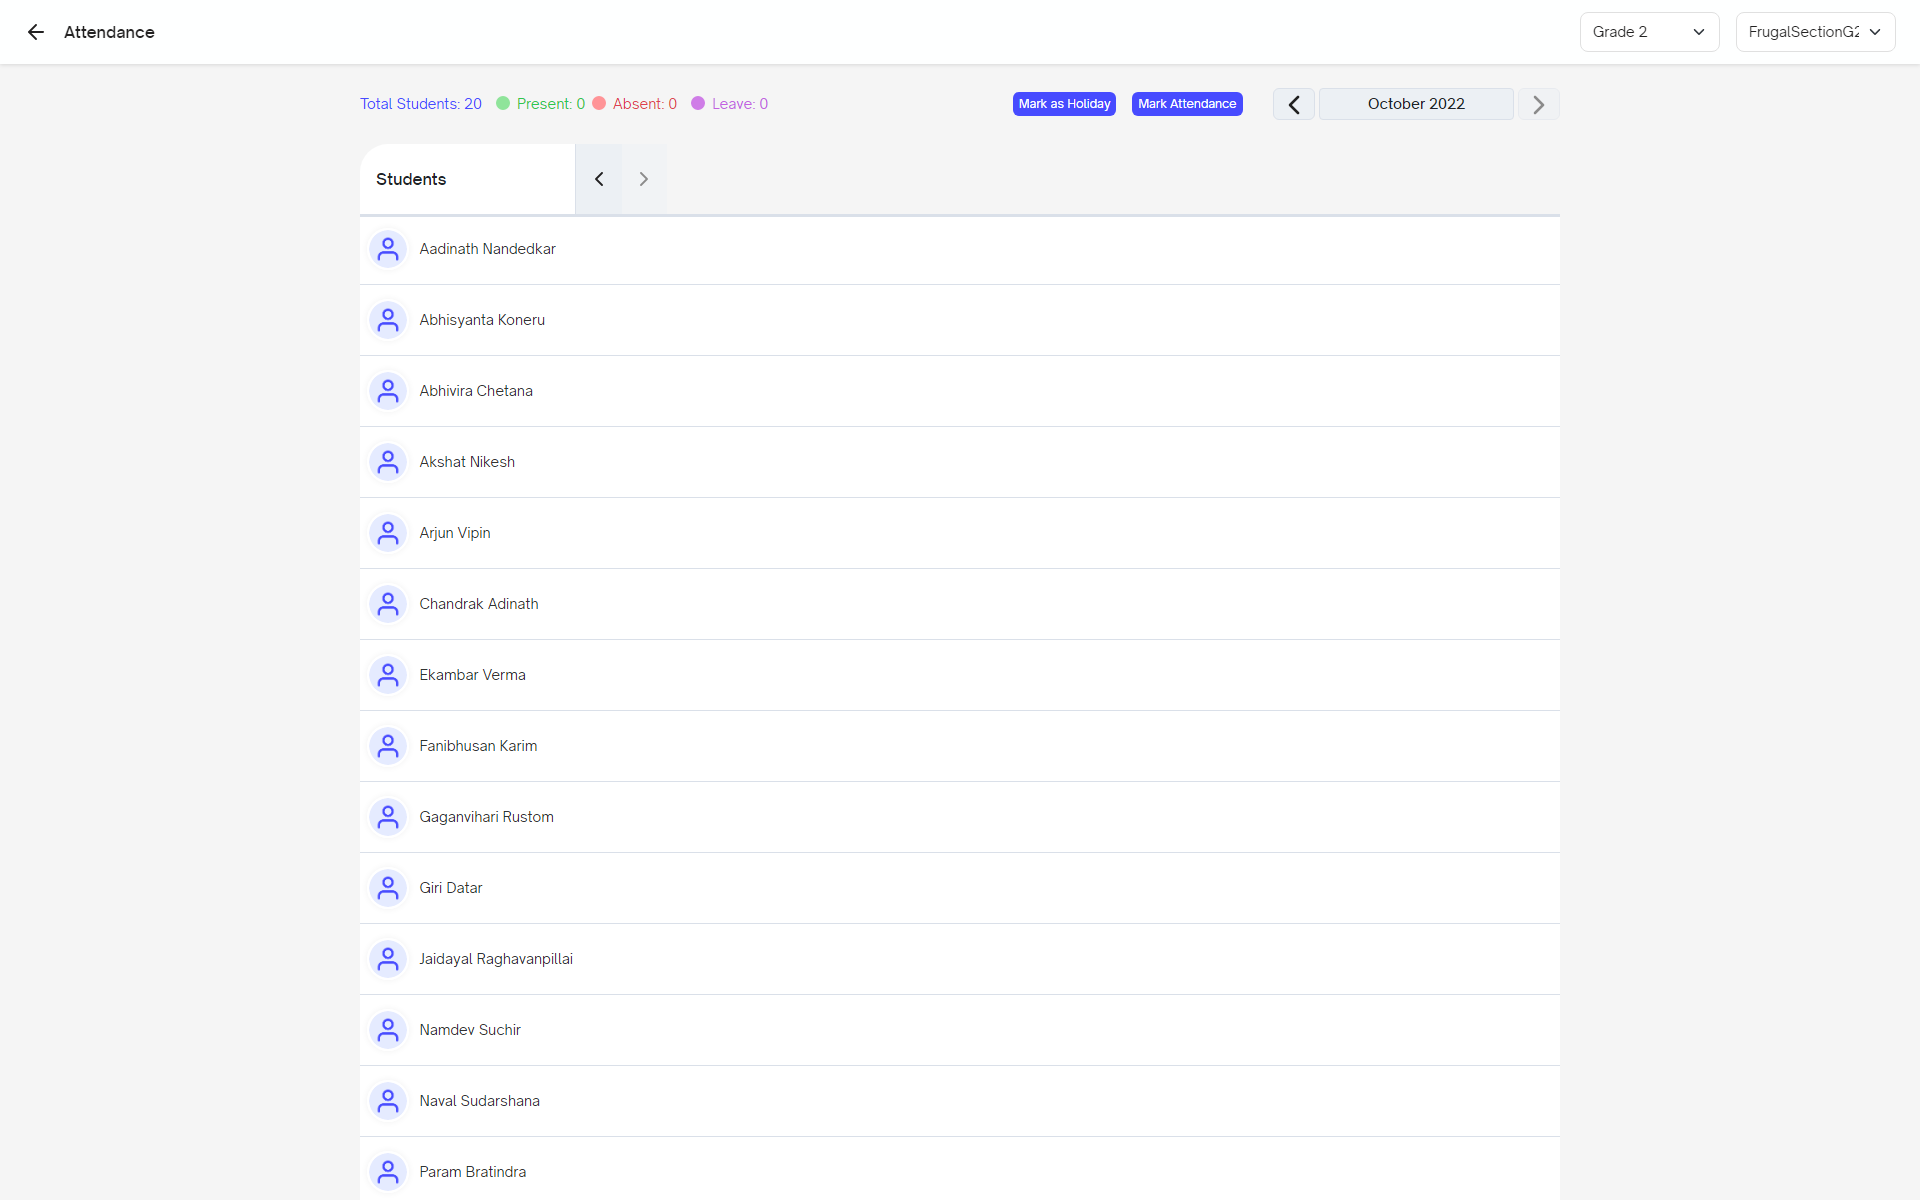 Attendance
Grade 2
FrugalSectionG2
Total Students: 20 Present: 0 Absent: 0 Leave: 0
Mark as Holiday
Mark Attendance
October 2022
Students
Aadinath Nandedkar
Abhisyanta Koneru
Abhivira Chetana
Akshat Nikesh
Arjun Vipin
Chandrak Adinath
Ekambar Verma
Fanibhusan Karim
Gaganvihari Rustom
Giri Datar
Jaidayal Raghavanpillai
Namdev Suchir
Naval Sudarshana
Param Bratindra